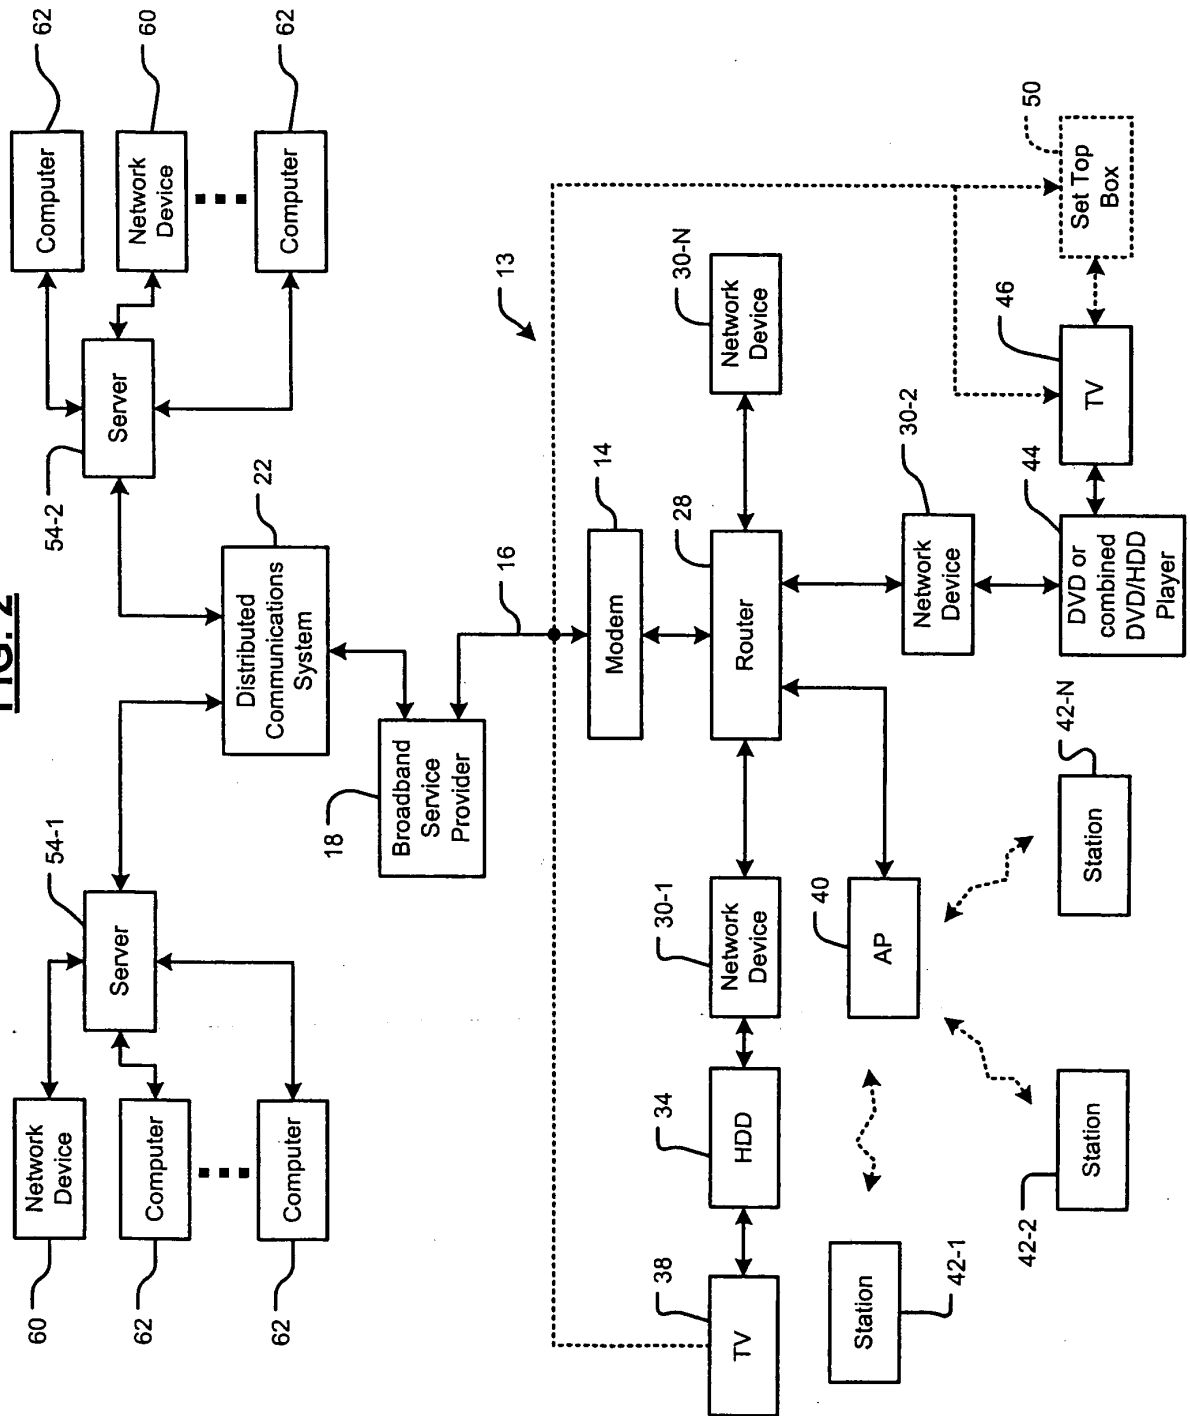 FIG. 2
60
Network
Device
62
Computer
62
Computer
54-1
Server
54-2
Server
62
Computer
60
Network
Device
62
Computer
22
Distributed
Communications
System
18
Broadband
Service
Provider
16
13
14
Modem
28
Router
38
TV
34
HDD
30-1
Network
Device
30-N
Network
Device
40
AP
42-1
Station
42-2
Station
42-N
Station
30-2
Network
Device
44
DVD or
combined
DVD/HDD
Player
46
TV
50
Set Top
Box